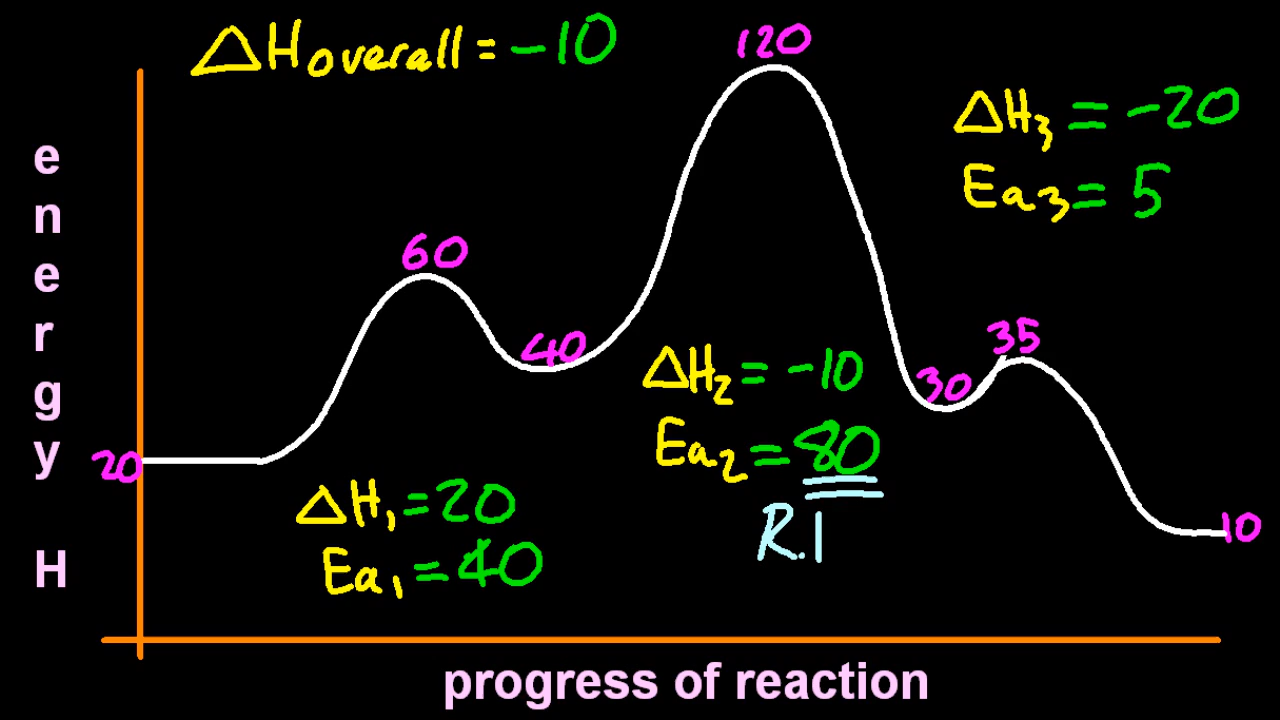 ΔHoverall = -10
120
ΔH3 = -20
Ea3 = 5
energy H
60
40
ΔH2 = -10
Ea2 = 80
R.I
35
30
20
ΔH1 = 20
Ea1 = 40
10
progress of reaction